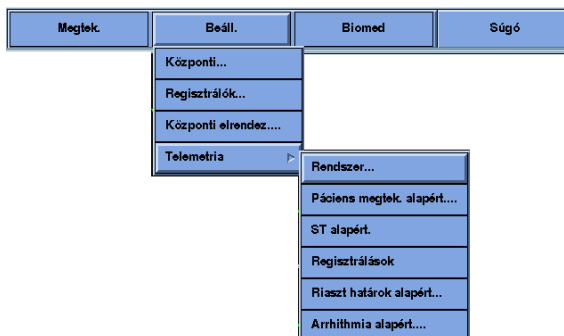 Megtek. Beáll. Biomed Súgó
Központi...
Regisztrálók...
Központi elrendez....
Telemetria
Rendszer...
Páciens megtek. alapért....
ST alapért.
Regisztrálások
Riaszt határok alapért...
Arrhithmia alapért....